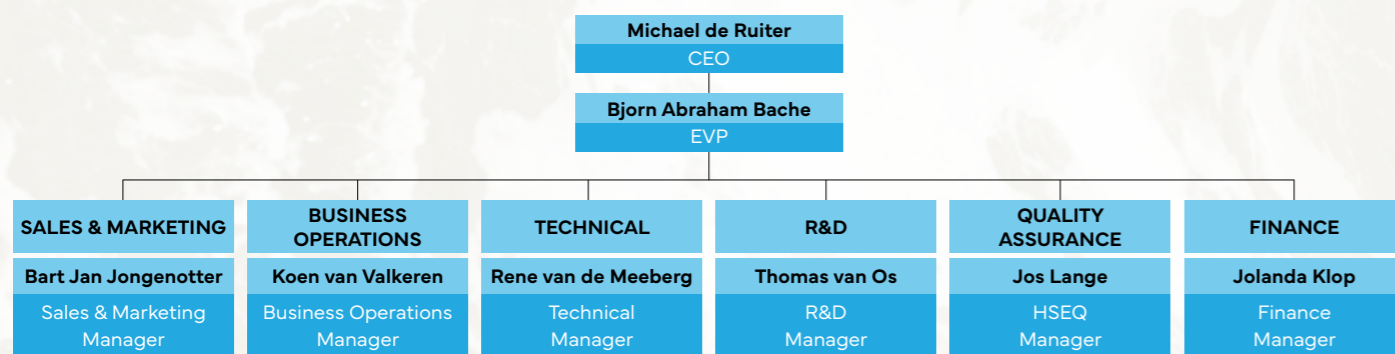 Michael de Ruiter
CEO
Bjorn Abraham Bache
EVP
SALES & MARKETING
Bart Jan Jongenotter
Sales & Marketing
Manager
BUSINESS
OPERATIONS
Koen van Valkeren
Business Operations
Manager
TECHNICAL
Rene van de Meeberg
Technical
Manager
R&D
Thomas van Os
R&D
Manager
QUALITY
ASSURANCE
Jos Lange
HSEQ
Manager
FINANCE
Jolanda Klop
Finance
Manager